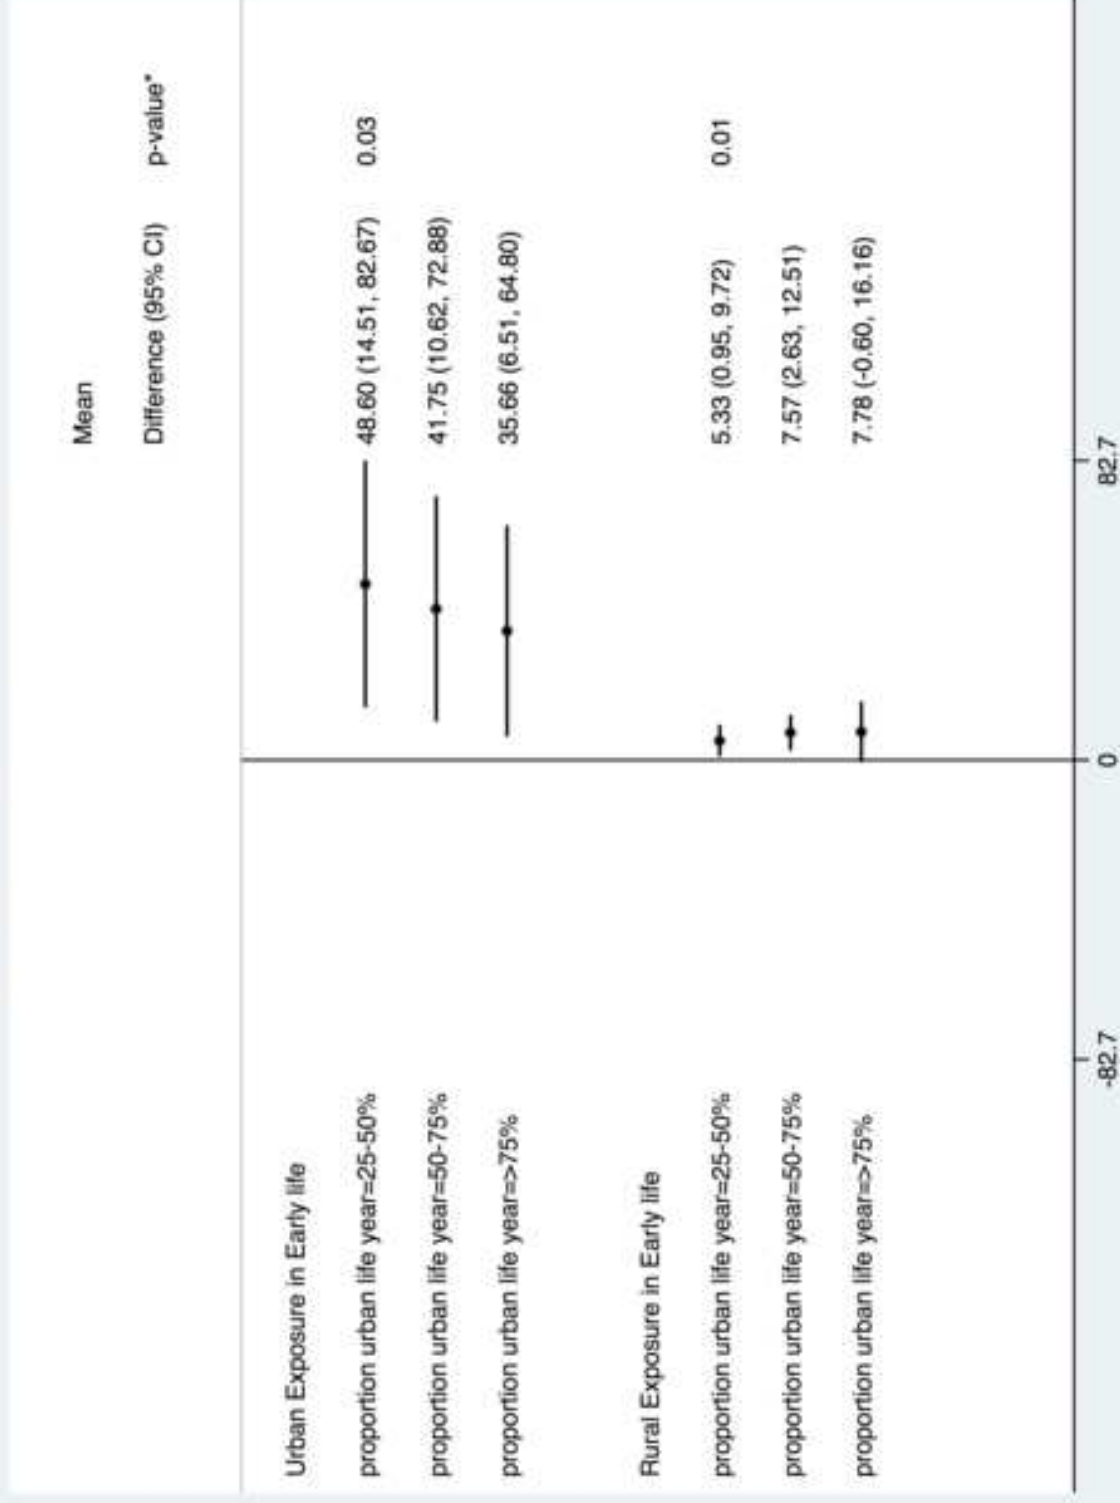 Mean
Difference (95% CI) p-value*
Urban Exposure in Early life
proportion urban life year=25-50% 48.60 (14.51, 82.67) 0.03
proportion urban life year=50-75% 41.75 (10.62, 72.88)
proportion urban life year=>75% 35.66 (6.51, 64.80)
Rural Exposure in Early life
proportion urban life year=25-50% 5.33 (0.95, 9.72) 0.01
proportion urban life year=50-75% 7.57 (2.63, 12.51)
proportion urban life year=>75% 7.78 (-0.60, 16.16)
-82.7 0 82.7